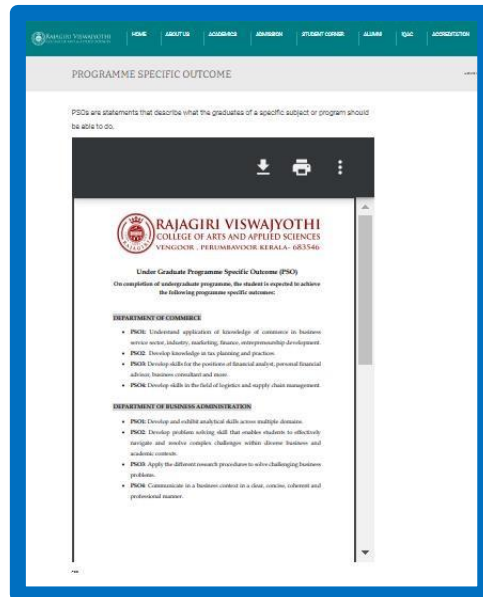 RAJAGIRI VISWAJYOTHI
HOME ABOUT US ACADEMICS ADMISSION STUDENT CORNER ALUMNI IQAC ACCREDITATION
PROGRAMME SPECIFIC OUTCOME
PSOs are statements that describe what the graduates of a specific subject or program should
be able to do.
RAJAGIRI VISWAJYOTHI
COLLEGE OF ARTS AND APPLIED SCIENCES
VENGOOR , PERUMBAVOOR KERALA- 683546
Under Graduate Programme Specific Outcome (PSO)
On completion of undergraduate programme, the student is expected to achieve
the following programme specific outcomes:
DEPARTMENT OF COMMERCE
• PSO1: Understand application of knowledge of commerce in business
service sector, industry, marketing, finance, entrepreneurship development.
• PSO2: Develop knowledge in tax planning and practices.
• PSO3: Develop skills for the positions of financial analyst, personal financial
advisor, business consultant and more.
• PSO4: Develop skills in the field of logistics and supply chain management.
DEPARTMENT OF BUSINESS ADMINISTRATION
• PSO1: Develop and exhibit analytical skills across multiple domains.
• PSO2: Develop problem solving skill that enables students to effectively
navigate and resolve complex challenges within diverse business and
academic contexts.
• PSO3: Apply the different research procedures to solve challenging business
problems.
• PSO4: Communicate in a business context in a clear, concise, coherent and
professional manner.